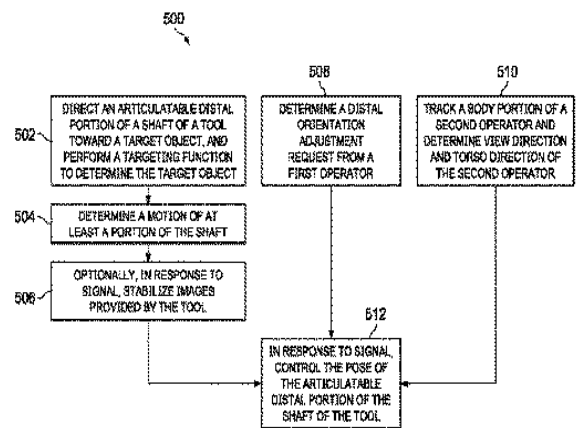 500
502
DIRECT AN ARTICULATABLE DISTAL
PORTION OF A SHAFT OF A TOOL
TOWARD A TARGET OBJECT, AND
PERFORM A TARGETING FUNCTION
TO DETERMINE THE TARGET OBJECT
504
DETERMINE A MOTION OF AT
LEAST A PORTION OF THE SHAFT
506
OPTIONALLY, IN RESPONSE TO
SIGNAL, STABILIZE IMAGES
PROVIDED BY THE TOOL
508
DETERMINE A DISTAL
ORIENTATION
ADJUSTMENT
REQUEST FROM A
FIRST OPERATOR
510
TRACK A BODY PORTION OF A
SECOND OPERATOR AND
DETERMINE VIEW DIRECTION
AND TORSO DIRECTION OF
THE SECOND OPERATOR
512
IN RESPONSE TO SIGNAL,
CONTROL THE POSE OF
THE ARTICULATABLE
DISTAL PORTION OF THE
SHAFT OF THE TOOL